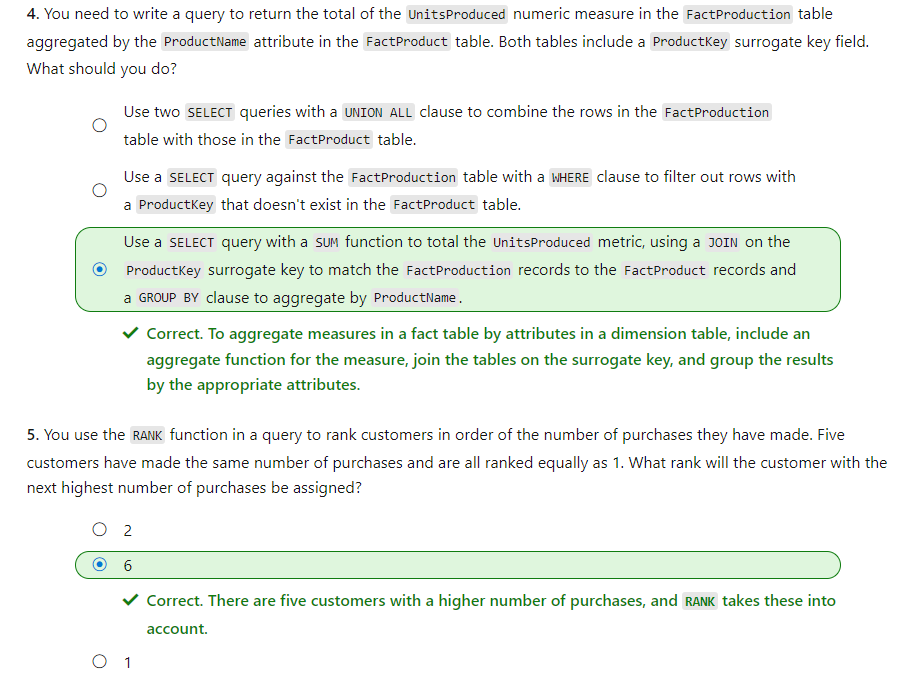 4. You need to write a query to return the total of the UnitsProduced numeric measure in the FactProduction table
aggregated by the ProductName attribute in the FactProduct table. Both tables include a ProductKey surrogate key field.
What should you do?
Use two SELECT queries with a UNION ALL clause to combine the rows in the FactProduction
table with those in the FactProduct table.
Use a SELECT query against the FactProduction table with a WHERE clause to filter out rows with
a ProductKey that doesn't exist in the FactProduct table.
Use a SELECT query with a SUM function to total the UnitsProduced metric, using a JOIN on the
ProductKey surrogate key to match the FactProduction records to the FactProduct records and
a GROUP BY clause to aggregate by ProductName.
Correct. To aggregate measures in a fact table by attributes in a dimension table, include an
aggregate function for the measure, join the tables on the surrogate key, and group the results
by the appropriate attributes.
5. You use the RANK function in a query to rank customers in order of the number of purchases they have made. Five
customers have made the same number of purchases and are all ranked equally as 1. What rank will the customer with the
next highest number of purchases be assigned?
2
6
Correct. There are five customers with a higher number of purchases, and RANK takes these into
account.
1